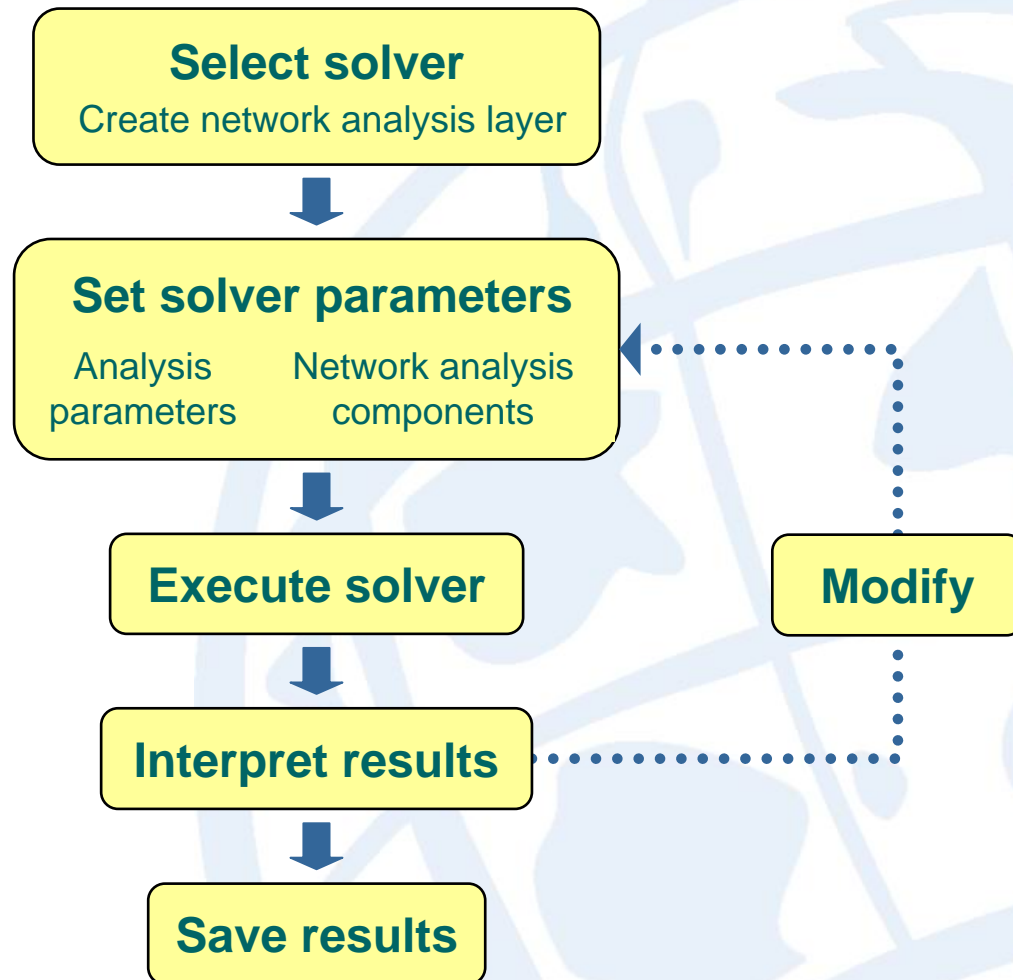 Select solver
Create network analysis layer
Set solver parameters
Analysis
parameters
Network analysis
components
Execute solver
Modify
Interpret results
Save results